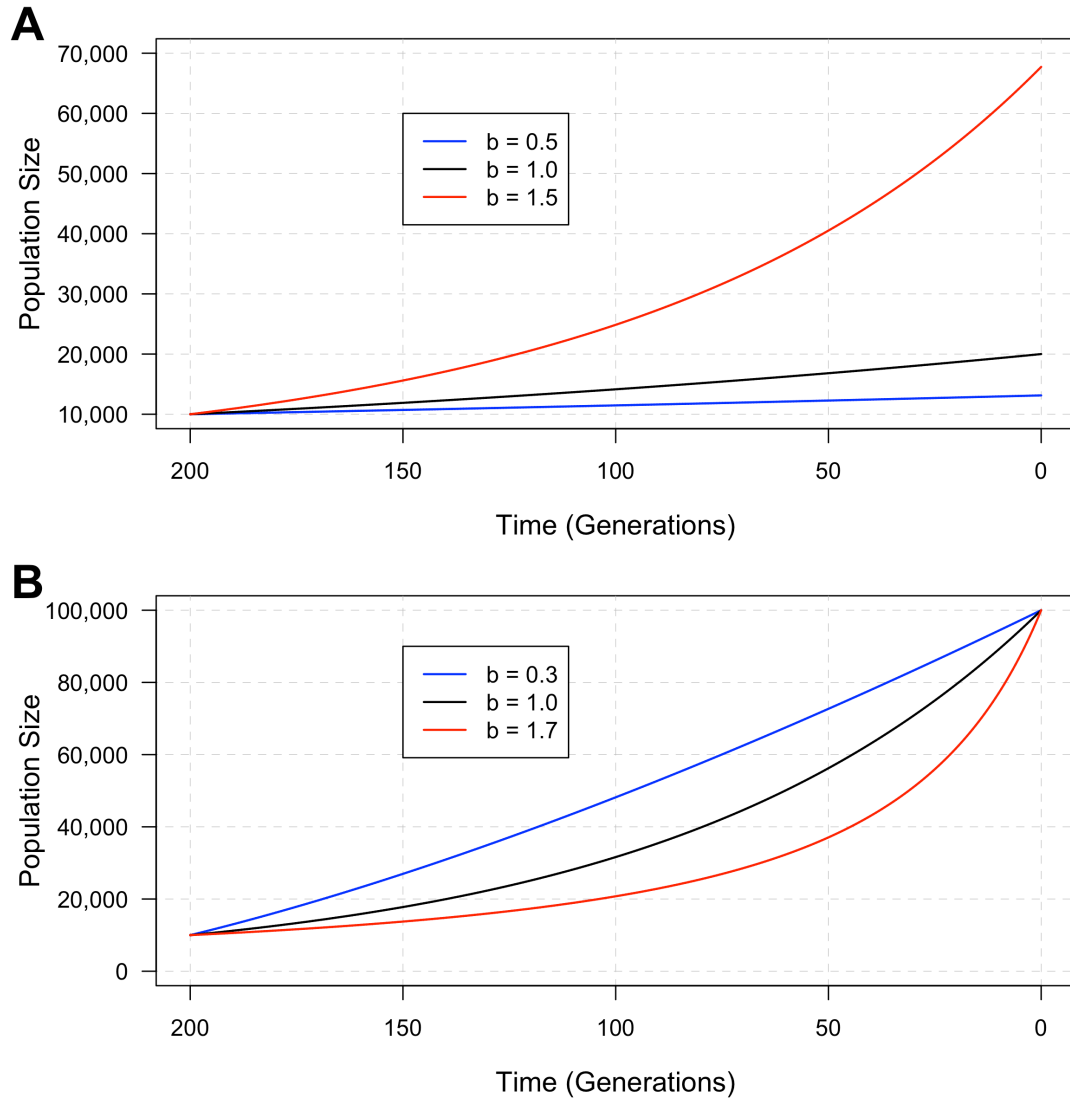 A
70,000
60,000
50,000
40,000
30,000
20,000
10,000
Population Size
b = 0.5
b = 1.0
b = 1.5
200 150 100 50 0
Time (Generations)
B
100,000
80,000
60,000
40,000
20,000
0
Population Size
b = 0.3
b = 1.0
b = 1.7
200 150 100 50 0
Time (Generations)